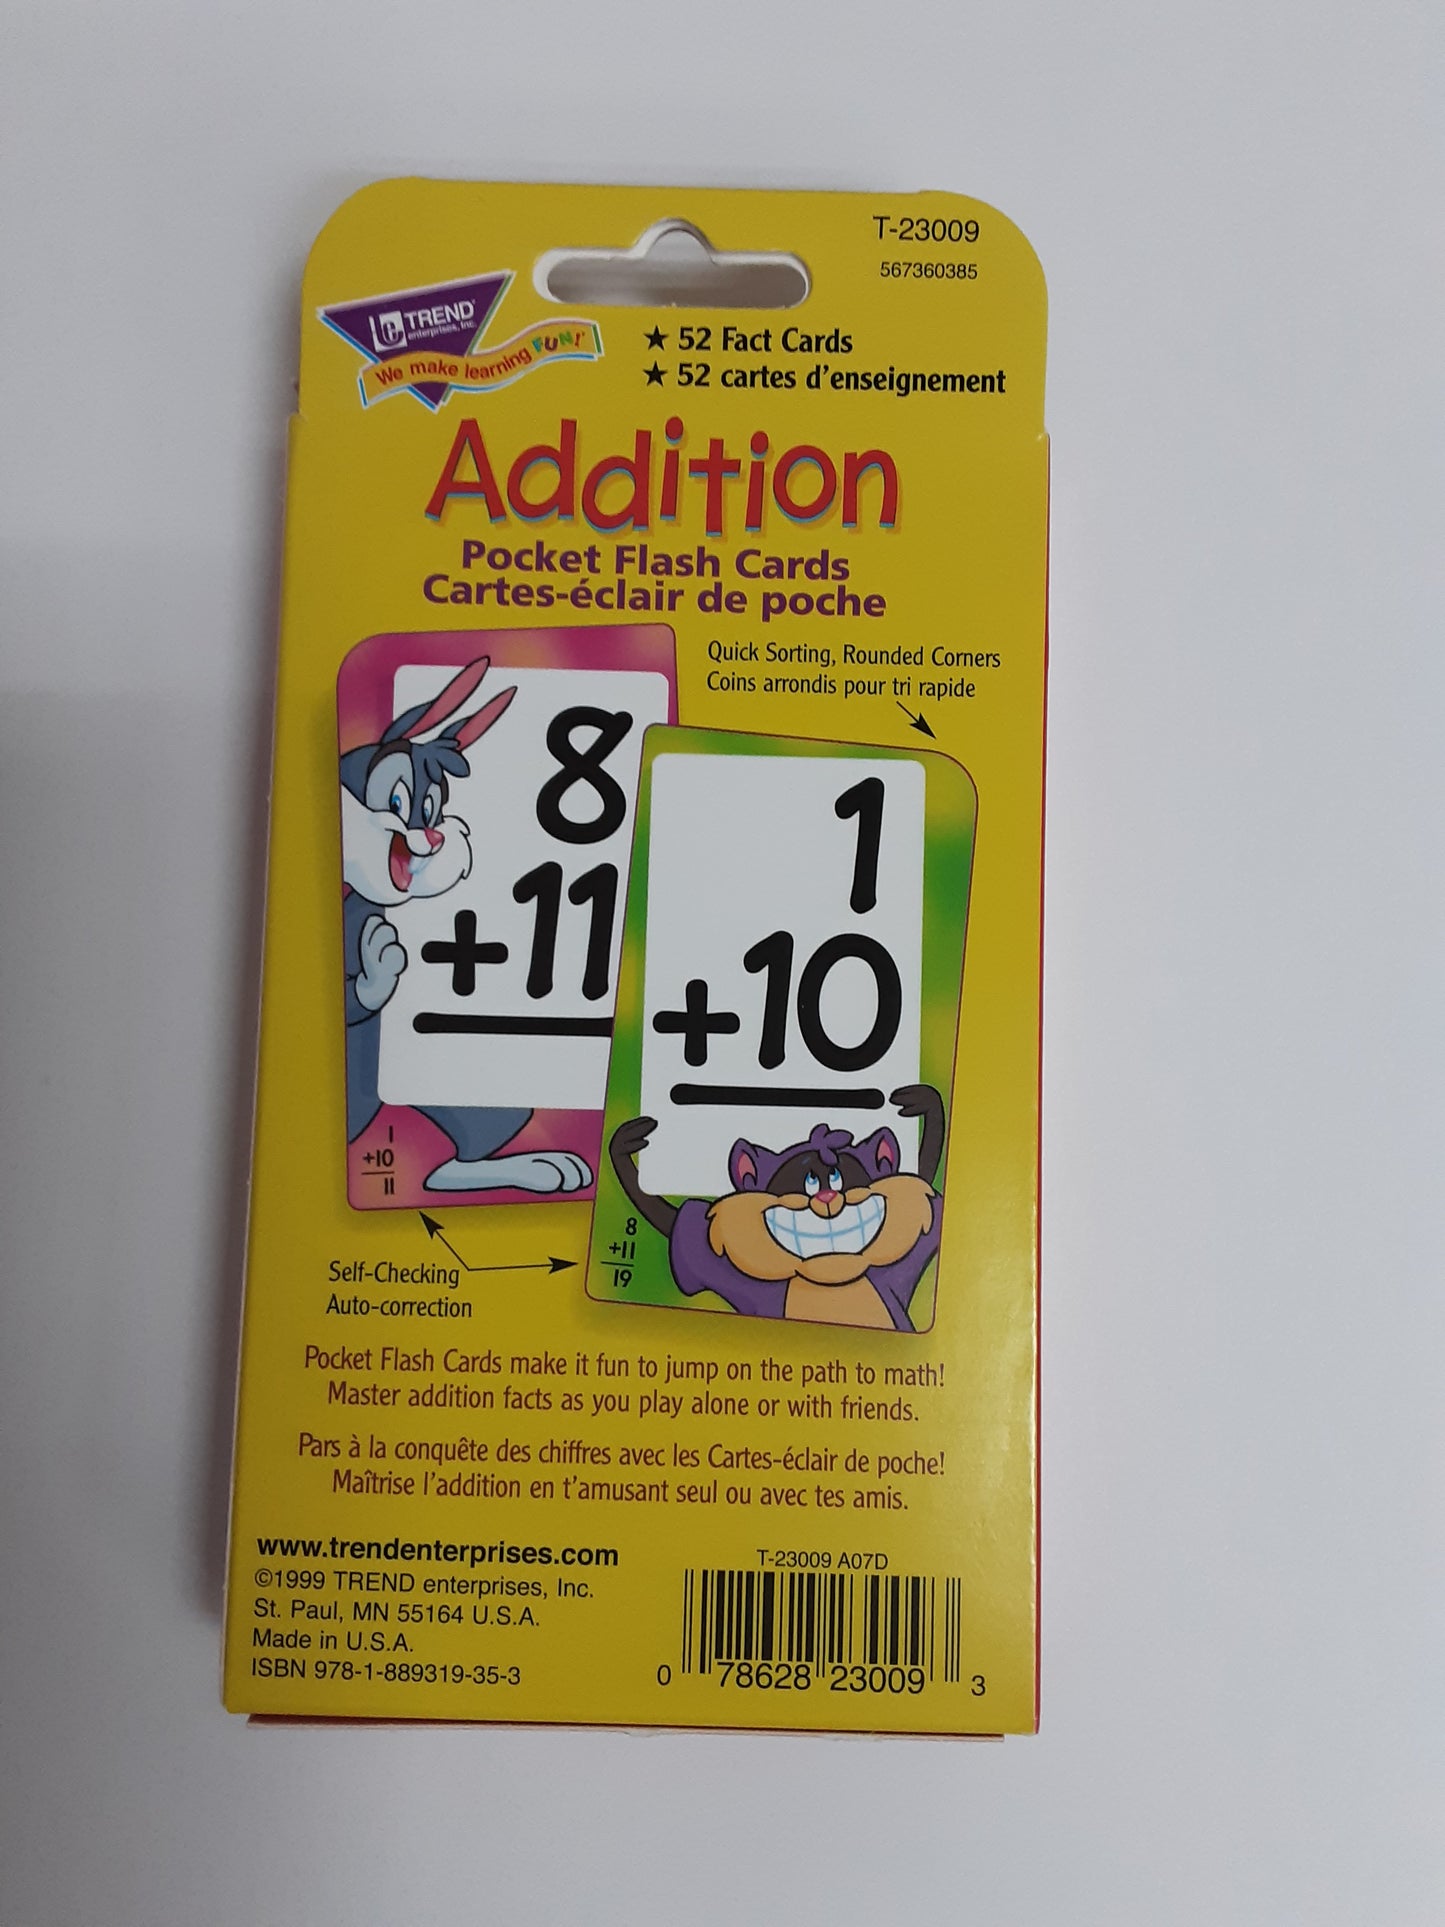 T-23009
567360385
TREND
enterprises, Inc.
We make learning FUN!
★ 52 Fact Cards
★ 52 cartes d'enseignement
Addition
Pocket Flash Cards
Cartes-éclair de poche
Quick Sorting, Rounded Corners
Coins arrondis pour tri rapide
8
+11
1
+10
1
+10
11
8
+11
19
Self-Checking
Auto-correction
Pocket Flash Cards make it fun to jump on the path to math!
Master addition facts as you play alone or with friends.
Pars à la conquête des chiffres avec les Cartes-éclair de poche!
Maîtrise l'addition en t'amusant seul ou avec tes amis.
www.trendenterprises.com
©1999 TREND enterprises, Inc.
St. Paul, MN 55164 U.S.A.
Made in U.S.A.
ISBN 978-1-889319-35-3
T-23009 A07D
0 78628 23009 3